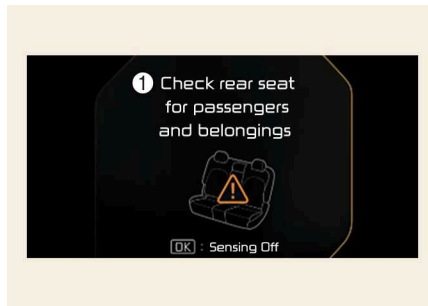 1 Check rear seat
for passengers
and belongings
OK : Sensing Off